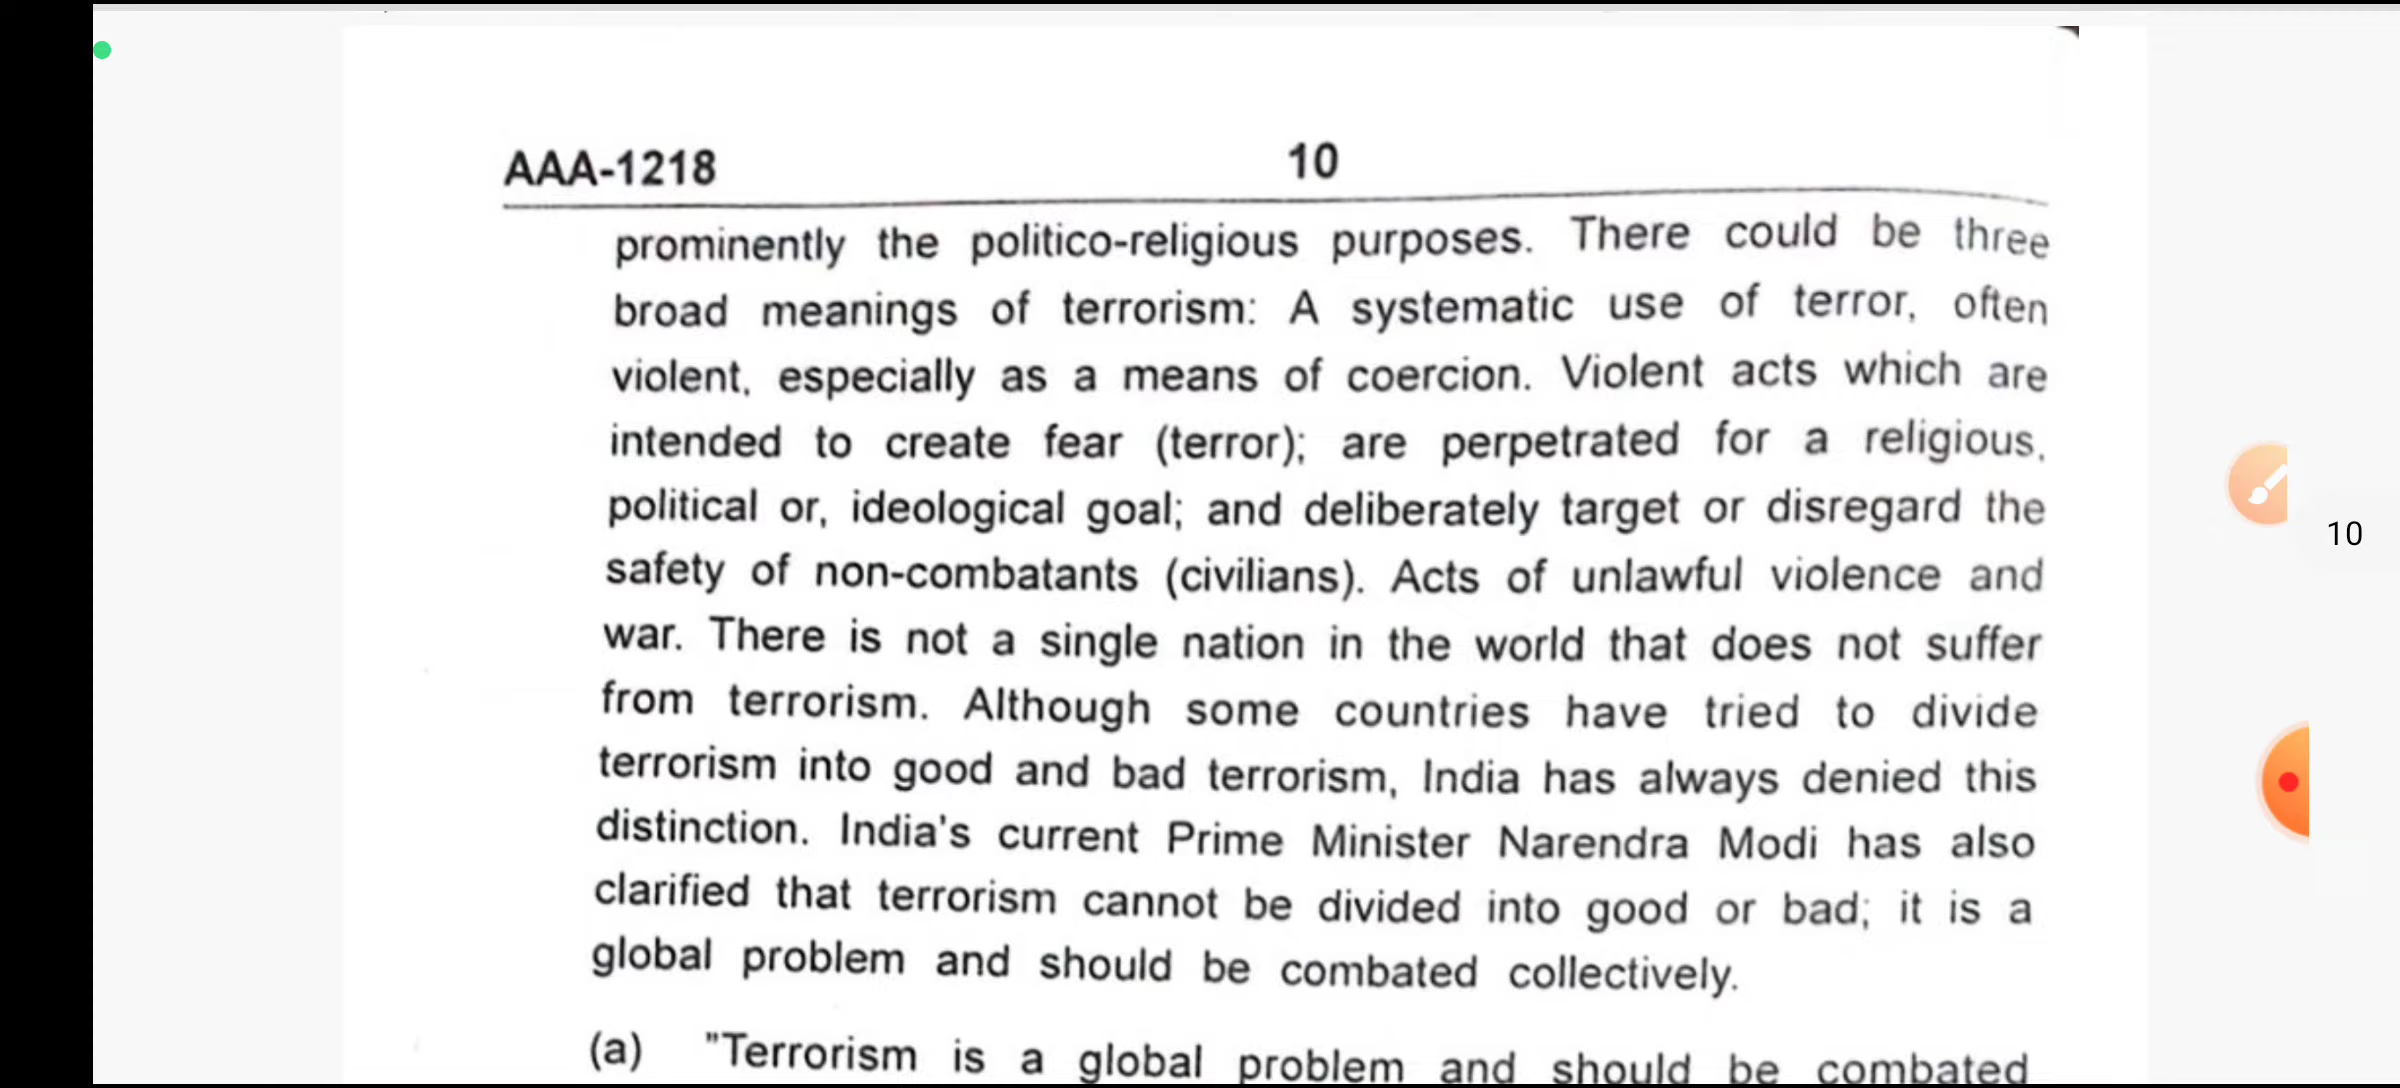 AAA-1218 10
prominently the politico-religious purposes. There could be three
broad meanings of terrorism: A systematic use of terror, often
violent, especially as a means of coercion. Violent acts which are
intended to create fear (terror); are perpetrated for a religious,
political or, ideological goal; and deliberately target or disregard the
safety of non-combatants (civilians). Acts of unlawful violence and
war. There is not a single nation in the world that does not suffer
from terrorism. Although some countries have tried to divide
terrorism into good and bad terrorism, India has always denied this
distinction. India's current Prime Minister Narendra Modi has also
clarified that terrorism cannot be divided into good or bad; it is a
global problem and should be combated collectively.
(a) "Terrorism is a global problem and should be combated
10